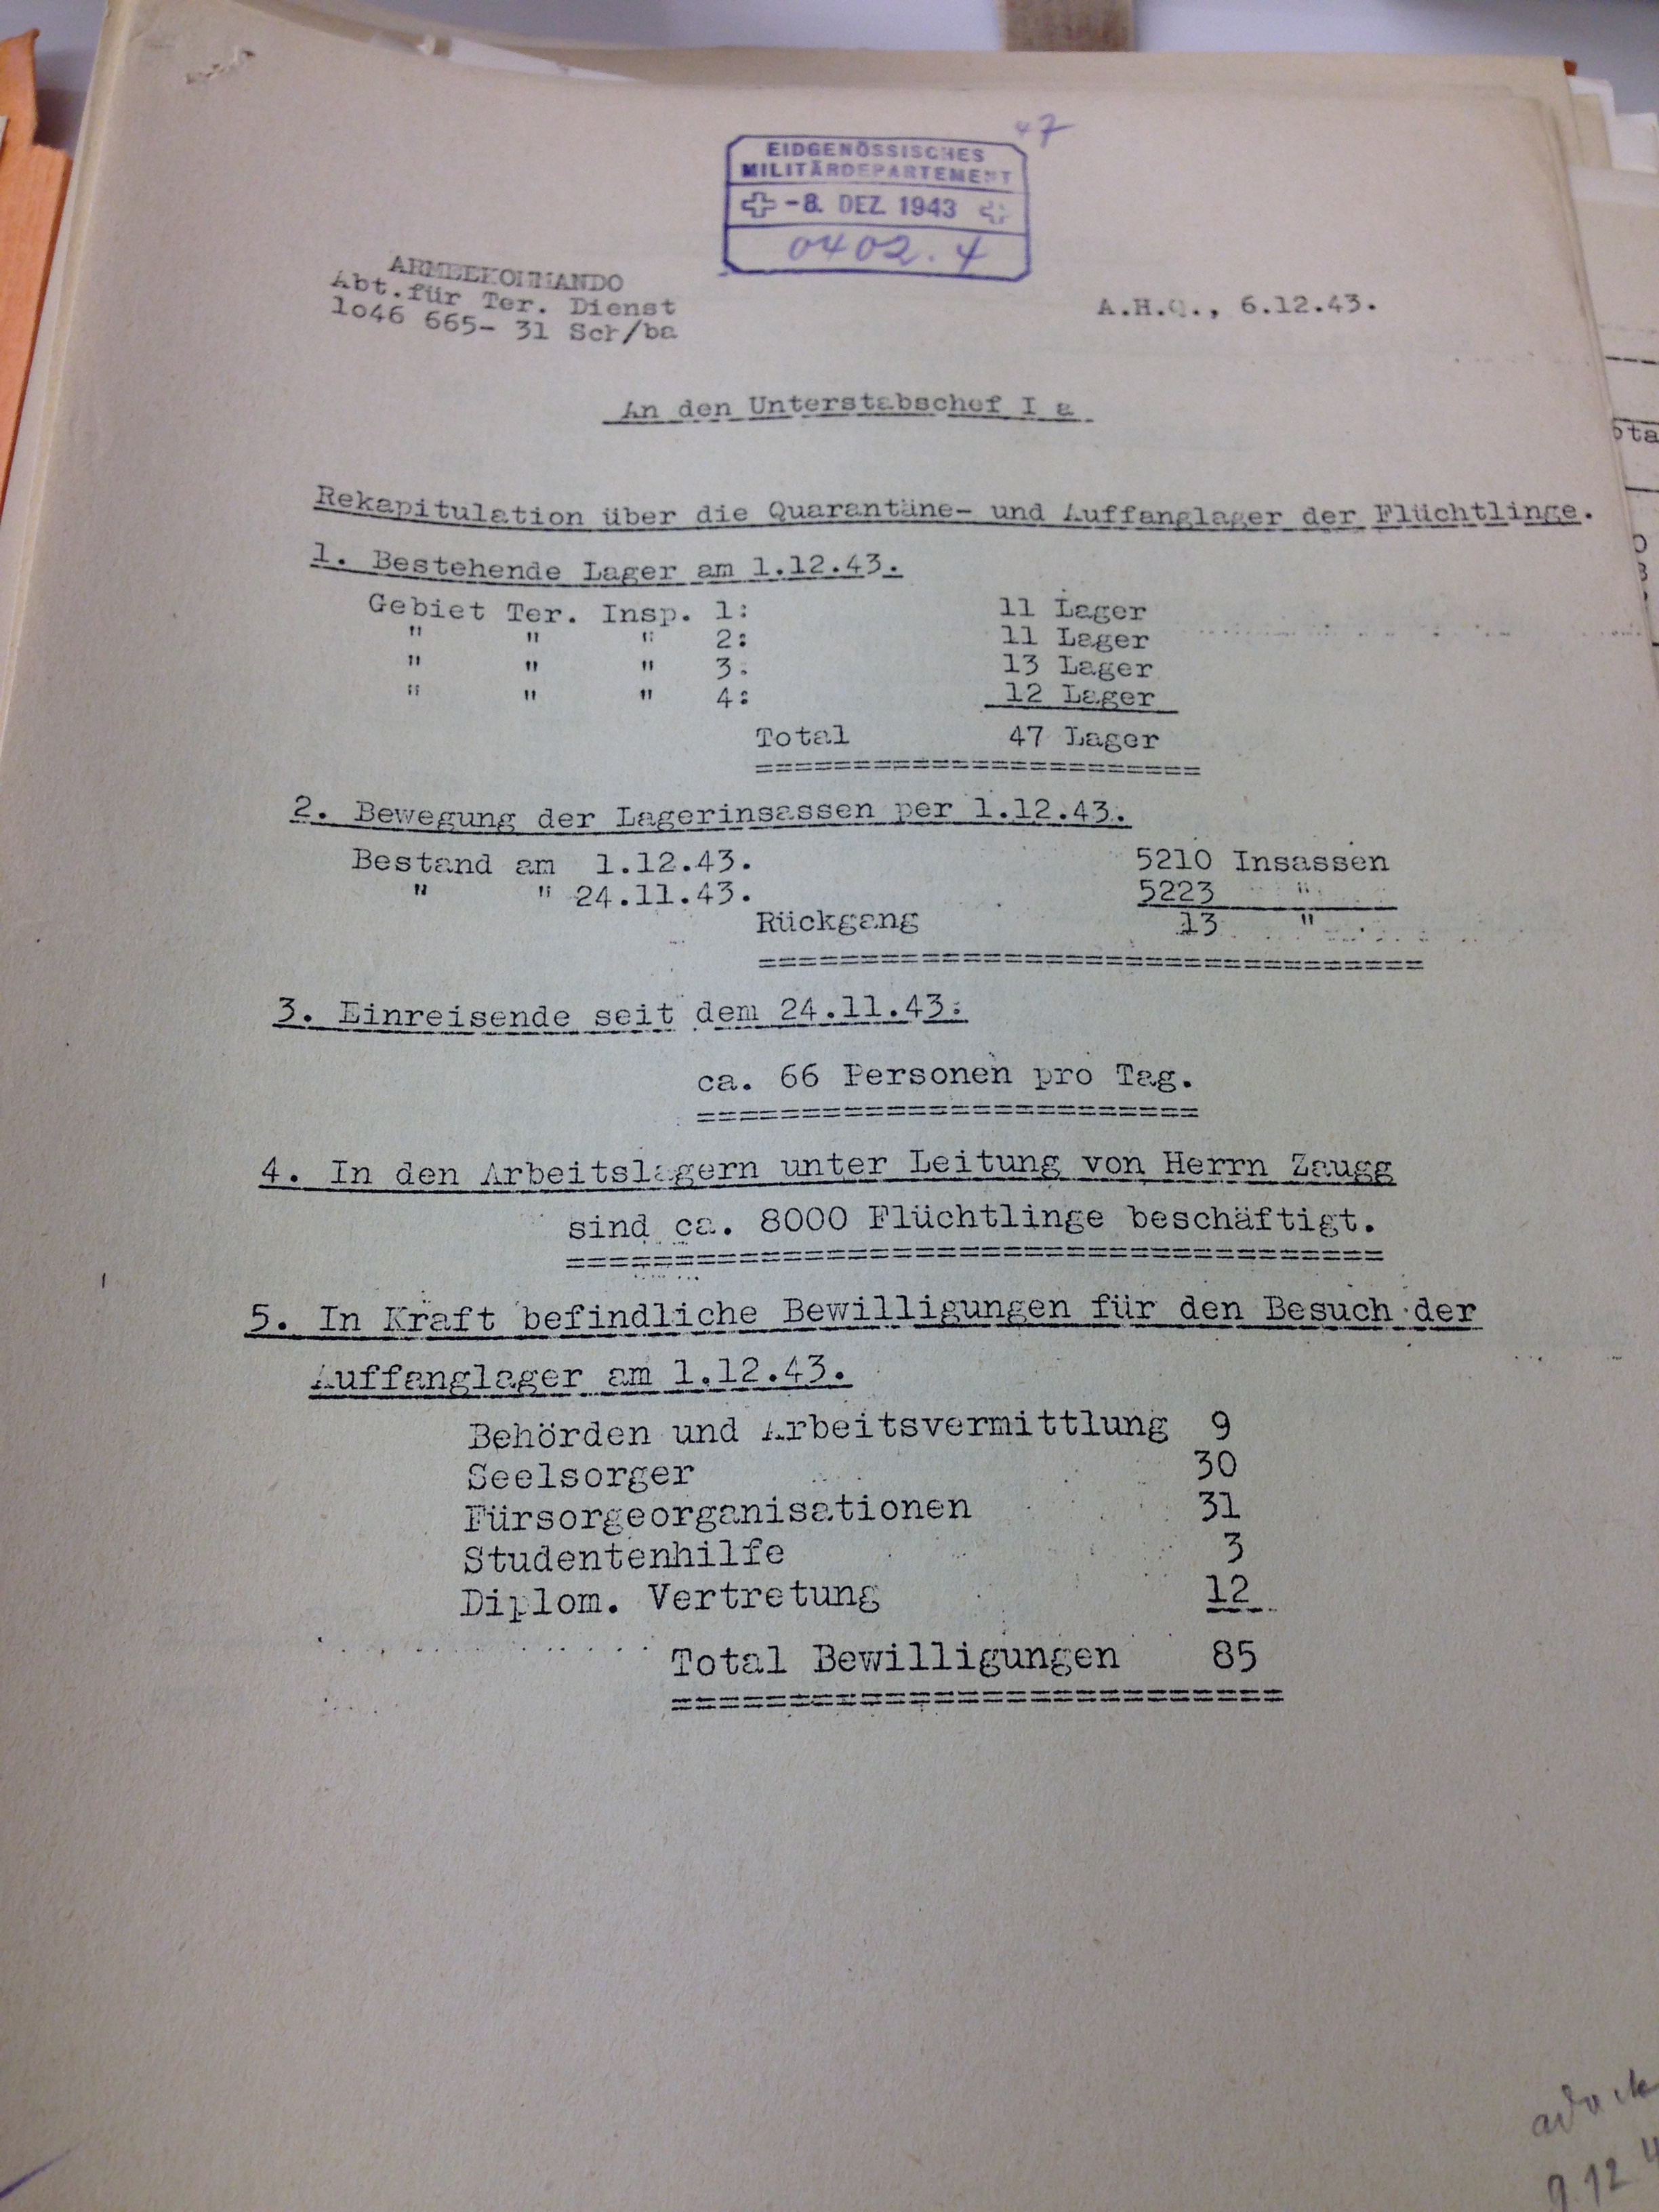 47
EIDGENÖSSISCHES
MILITÄRDEPARTEMENT
-8. DEZ. 1943
0402.4
ARMEEKOMMANDO
Abt.für Ter. Dienst
1o46 665- 31 Scr/ba
A.H.Q., 6.12.43.
An den Unterstabschef I a
Rekapitulation über die Quarantäne- und Auffanglager der Flüchtlinge.
1. Bestehende Lager am 1.12.43.
Gebiet Ter. Insp. 1: 11 Lager
" " " 2: 11 Lager
" " " 3: 13 Lager
" " " 4: 12 Lager
Total 47 Lager
=======================
2. Bewegung der Lagerinsassen per 1.12.43.
Bestand am 1.12.43. 5210 Insassen
" " 24.11.43. 5223 "
Rückgang 13 "
=================================
3. Einreisende seit dem 24.11.43:
ca. 66 Personen pro Tag.
========================
4. In den Arbeitslagern unter Leitung von Herrn Zaugg
sind ca. 8000 Flüchtlinge beschäftigt.
======================================
5. In Kraft befindliche Bewilligungen für den Besuch der
Auffanglager am 1.12.43.
Behörden und Arbeitsvermittlung 9
Seelsorger 30
Fürsorgeorganisationen 31
Studentenhilfe 3
Diplom. Vertretung 12
Total Bewilligungen 85
==========================
9.12.4